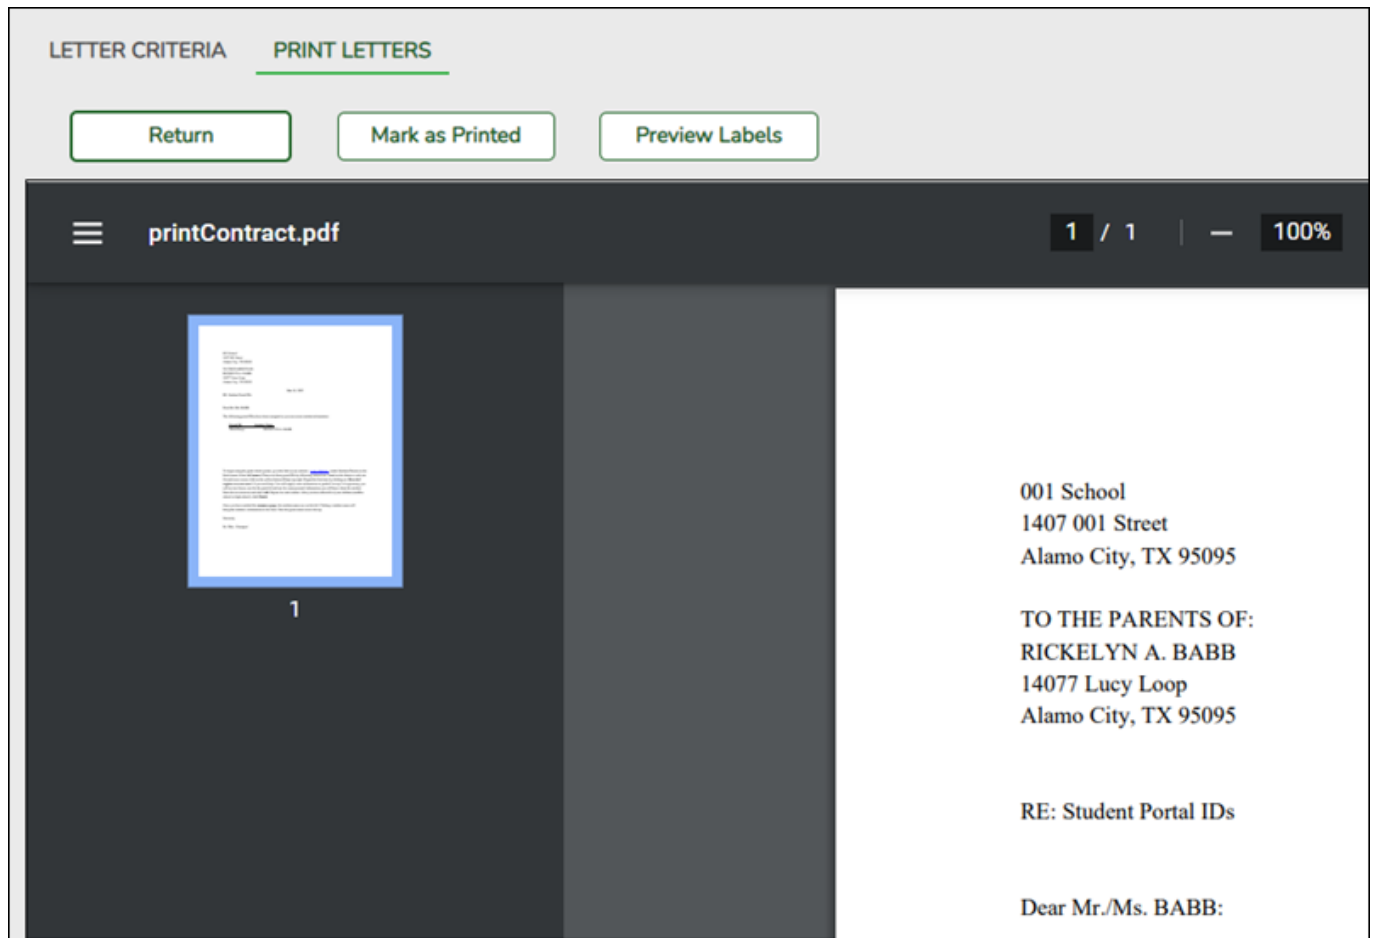 LETTER CRITERIA PRINT LETTERS
Return Mark as Printed Preview Labels
printContract.pdf 1 / 1 100%
1
001 School
1407 001 Street
Alamo City, TX 95095
TO THE PARENTS OF:
RICKELYN A. BABB
14077 Lucy Loop
Alamo City, TX 95095
RE: Student Portal IDs
Dear Mr./Ms. BABB: